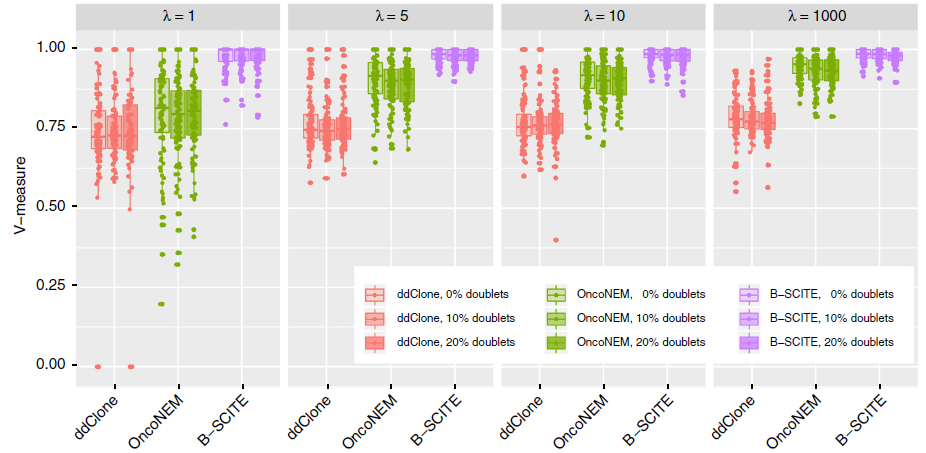 λ = 1 λ = 5 λ = 10 λ = 1000
V−measure
1.00
0.75
0.50
0.25
0.00
ddClone, 0% doublets OncoNEM, 0% doublets B−SCITE, 0% doublets
ddClone, 10% doublets OncoNEM, 10% doublets B−SCITE, 10% doublets
ddClone, 20% doublets OncoNEM, 20% doublets B−SCITE, 20% doublets
ddClone OncoNEM B−SCITE ddClone OncoNEM B−SCITE ddClone OncoNEM B−SCITE ddClone OncoNEM B−SCITE